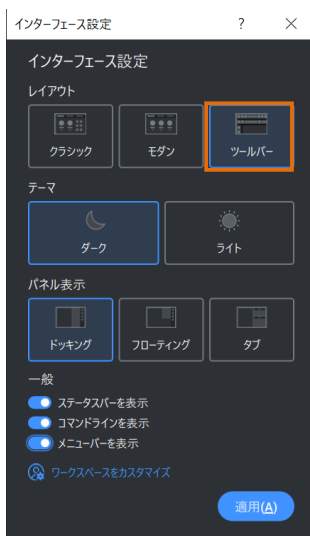 インターフェース設定 ?
インターフェース設定
レイアウト
クラシック モダン ツールバー
テーマ
ダーク ライト
パネル表示
ドッキング フローティング タブ
一般
ステータスバーを表示
コマンドラインを表示
メニューバーを表示
ワークスペースをカスタマイズ
適用(A)